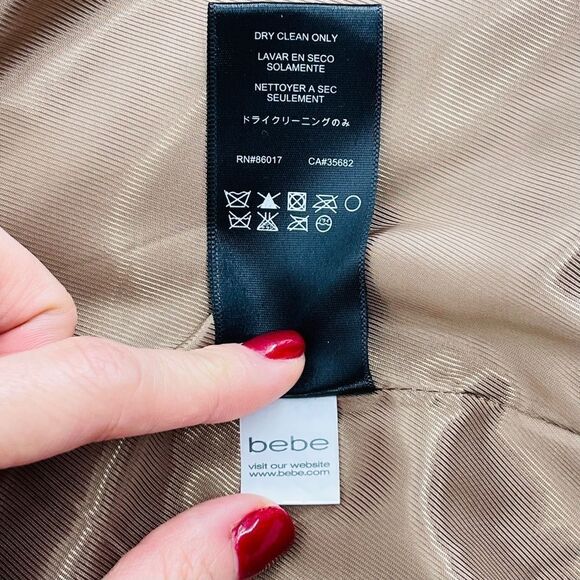 DRY CLEAN ONLY
LAVAR EN SECO
SOLAMENTE
NETTOYER A SEC
SEULEMENT
ドライクリーニングのみ
RN#86017 CA#35682
bebe
visit our website
www.bebe.com